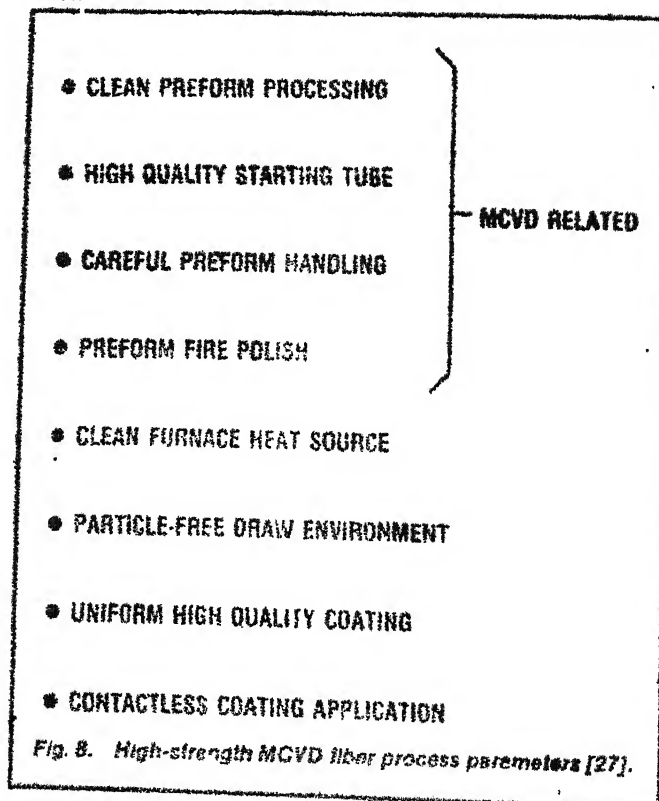 • CLEAN PREFORM PROCESSING
• HIGH QUALITY STARTING TUBE
MCVD RELATED
• CAREFUL PREFORM HANDLING
• PREFORM FIRE POLISH
• CLEAN FURNACE HEAT SOURCE
• PARTICLE-FREE DRAW ENVIRONMENT
• UNIFORM HIGH QUALITY COATING
• CONTACTLESS COATING APPLICATION
Fig. 8. High-strength MCVD fiber process parameters [27].